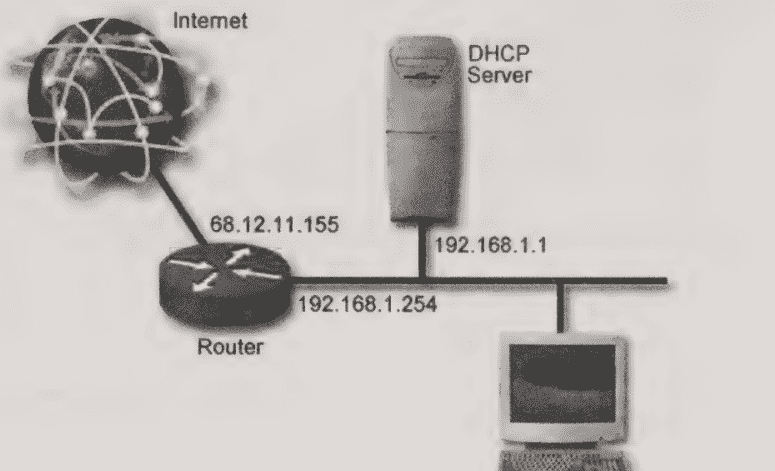 Internet
DHCP
Server
68.12.11.155
192.168.1.1
192.168.1.254
Router